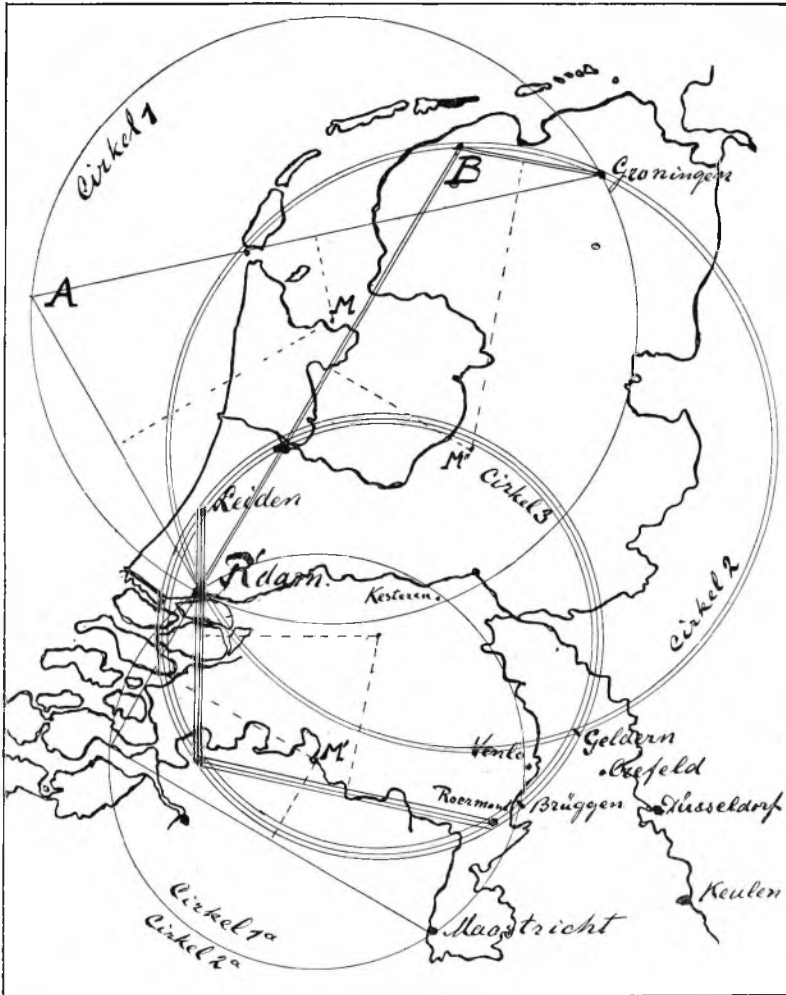 Cirkel 1
B
Groningen
A
M
M"
Cirkel 3
Leiden
R'dam.
Kesteren.
Cirkel 2
M'
Venlo
Geldern
Crefeld
Roermond
Brüggen
Düsseldorf
Keulen
Cirkel 1a
Cirkel 2a
Maastricht